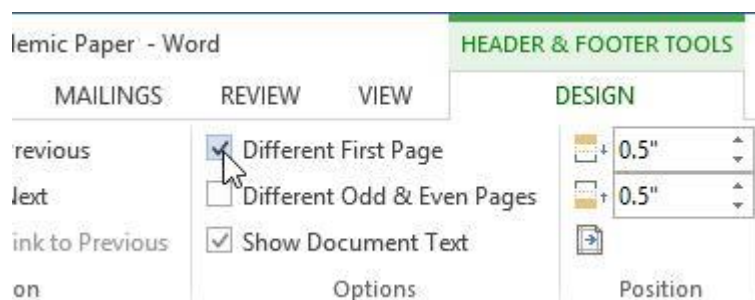 lemic Paper - Word HEADER & FOOTER TOOLS
MAILINGS REVIEW VIEW DESIGN
revious Different First Page 0.5"
Next Different Odd & Even Pages 0.5"
ink to Previous Show Document Text
on Options Position